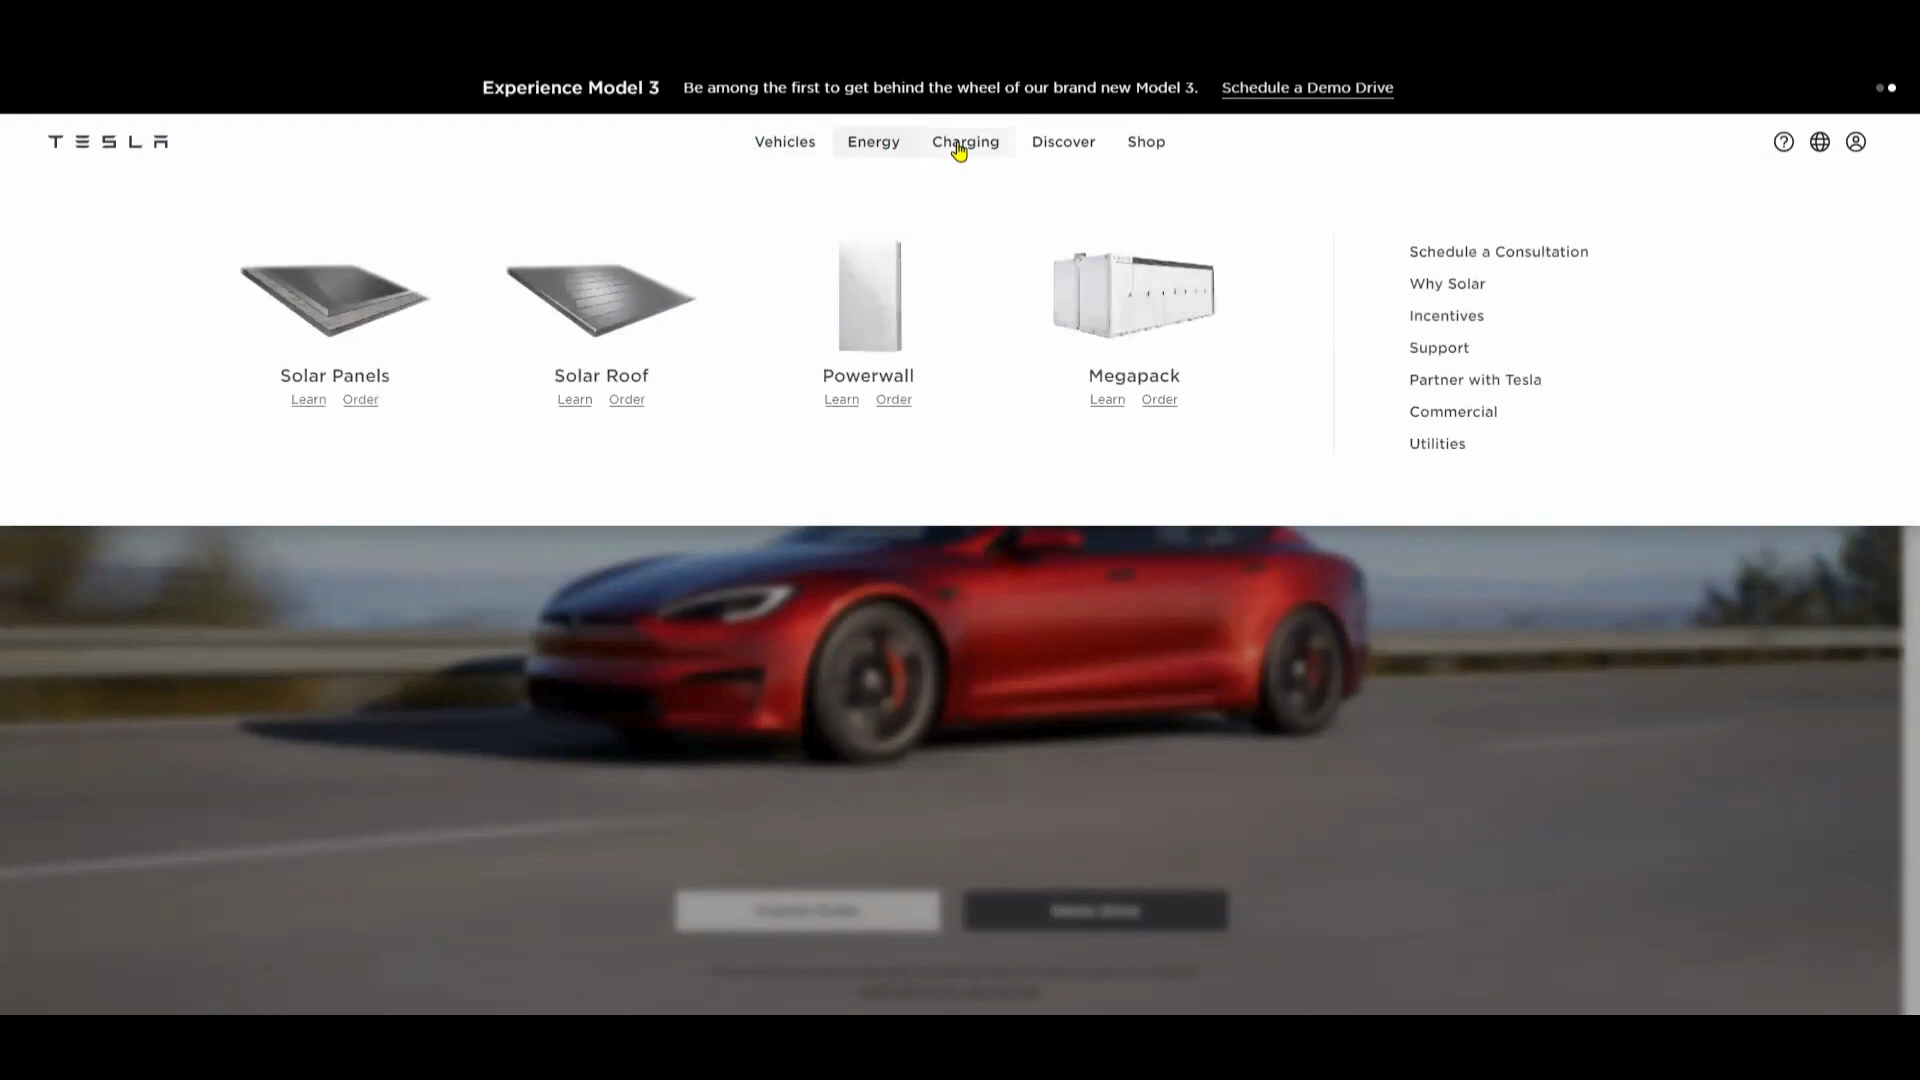 Experience Model 3 Be among the first to get behind the wheel of our brand new Model 3. Schedule a Demo Drive
TESLA Vehicles Energy Charging Discover Shop
Solar Panels
Learn Order
Solar Roof
Learn Order
Powerwall
Learn Order
Megapack
Learn Order
Schedule a Consultation
Why Solar
Incentives
Support
Partner with Tesla
Commercial
Utilities